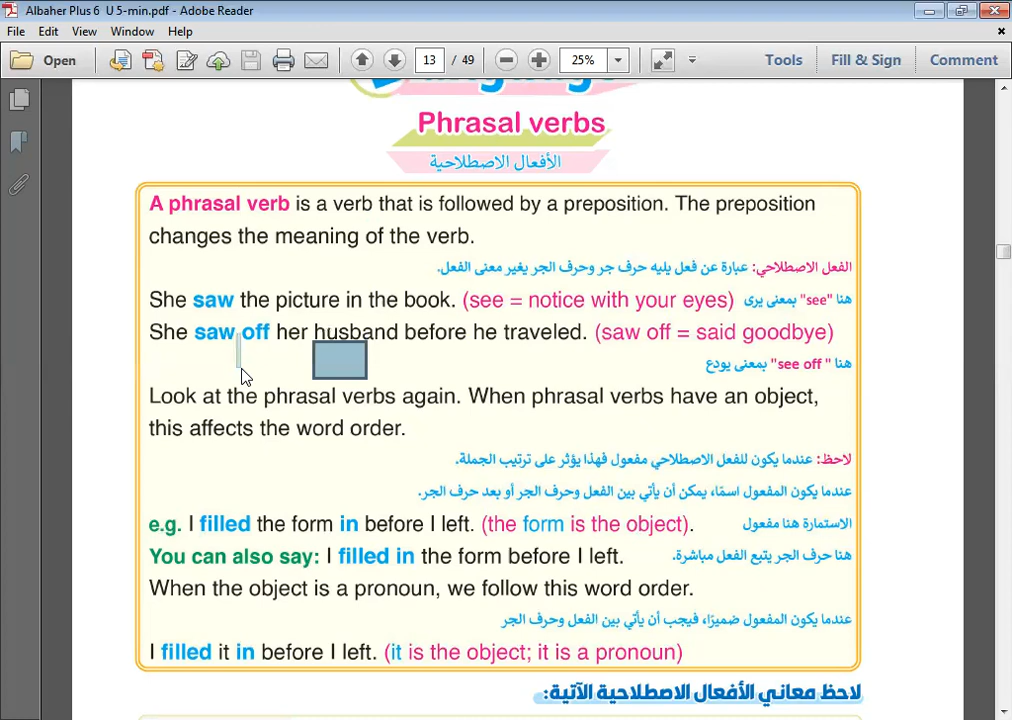 Albaher Plus 6 U 5-min.pdf - Adobe Reader
File Edit View Window Help
Open 13 / 49 25% Tools Fill & Sign Comment
Phrasal verbs
الأفعال الاصطلاحية
A phrasal verb is a verb that is followed by a preposition. The preposition
changes the meaning of the verb.
الفعل الاصطلاحي: عبارة عن فعل يليه حرف جر وحرف الجر يغير معنى الفعل.
She saw the picture in the book. (see = notice with your eyes) هنا "see" بمعنى يرى
She saw off her husband before he traveled. (saw off = said goodbye)
هنا "see off" بمعنى يودع
Look at the phrasal verbs again. When phrasal verbs have an object,
this affects the word order.
لاحظ: عندما يكون للفعل الاصطلاحي مفعول فهذا يؤثر على ترتيب الجملة.
عندما يكون المفعول اسمًا، يمكن أن يأتي بين الفعل وحرف الجر أو بعد حرف الجر.
e.g. I filled the form in before I left. (the form is the object). الاستمارة هنا مفعول
You can also say: I filled in the form before I left. هنا حرف الجر يتبع الفعل مباشرة.
When the object is a pronoun, we follow this word order.
عندما يكون المفعول ضميرًا، فيجب أن يأتي بين الفعل وحرف الجر
I filled it in before I left. (it is the object; it is a pronoun)
لاحظ معاني الأفعال الاصطلاحية الآتية: